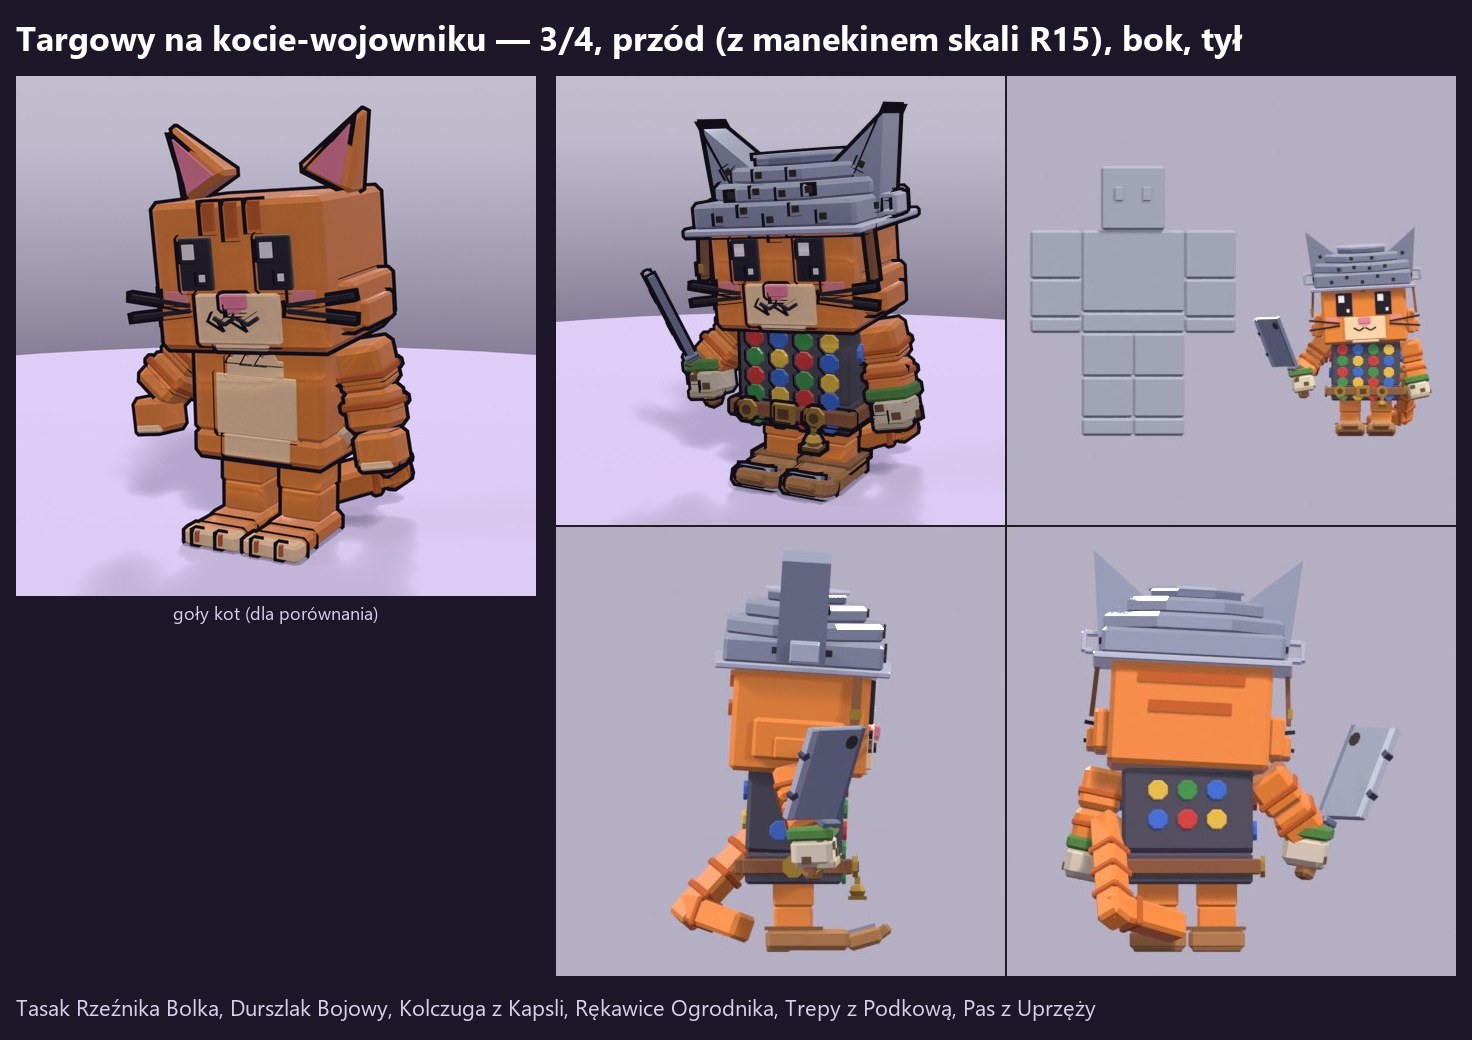 Targowy na kocie-wojowniku — 3/4, przód (z manekinem skali R15), bok, tył
goły kot (dla porównania)
Tasak Rzeźnika Bolka, Durszlak Bojowy, Kolczuga z Kapsli, Rękawice Ogrodnika, Trepy z Podkową, Pas z Uprzęży